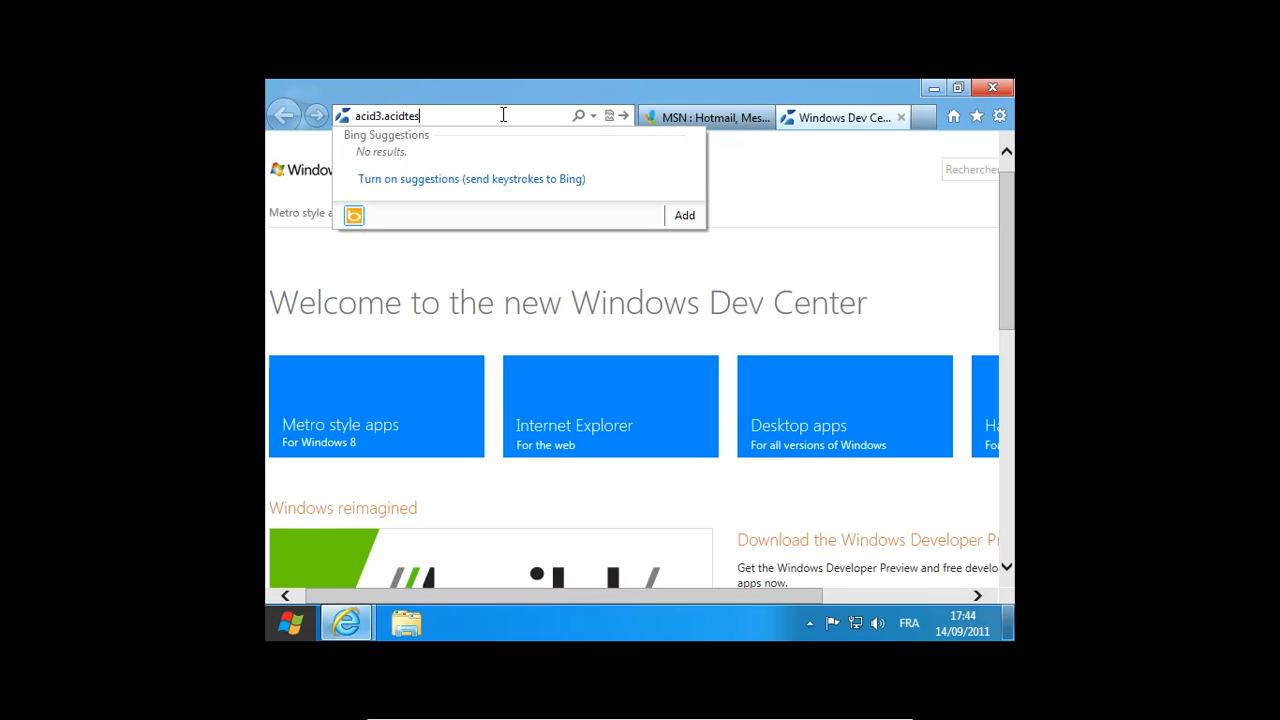 acid3.acidtes
MSN : Hotmail, Mes...
Windows Dev Ce...
Bing Suggestions
No results.
Turn on suggestions (send keystrokes to Bing)
Add
Windo
Recherche
Metro style a
Welcome to the new Windows Dev Center
Metro style apps
For Windows 8
Internet Explorer
For the web
Desktop apps
For all versions of Windows
Ha
Fo
Windows reimagined
Download the Windows Developer P
Get the Windows Developer Preview and free develo
apps now.
FRA
17:44
14/09/2011